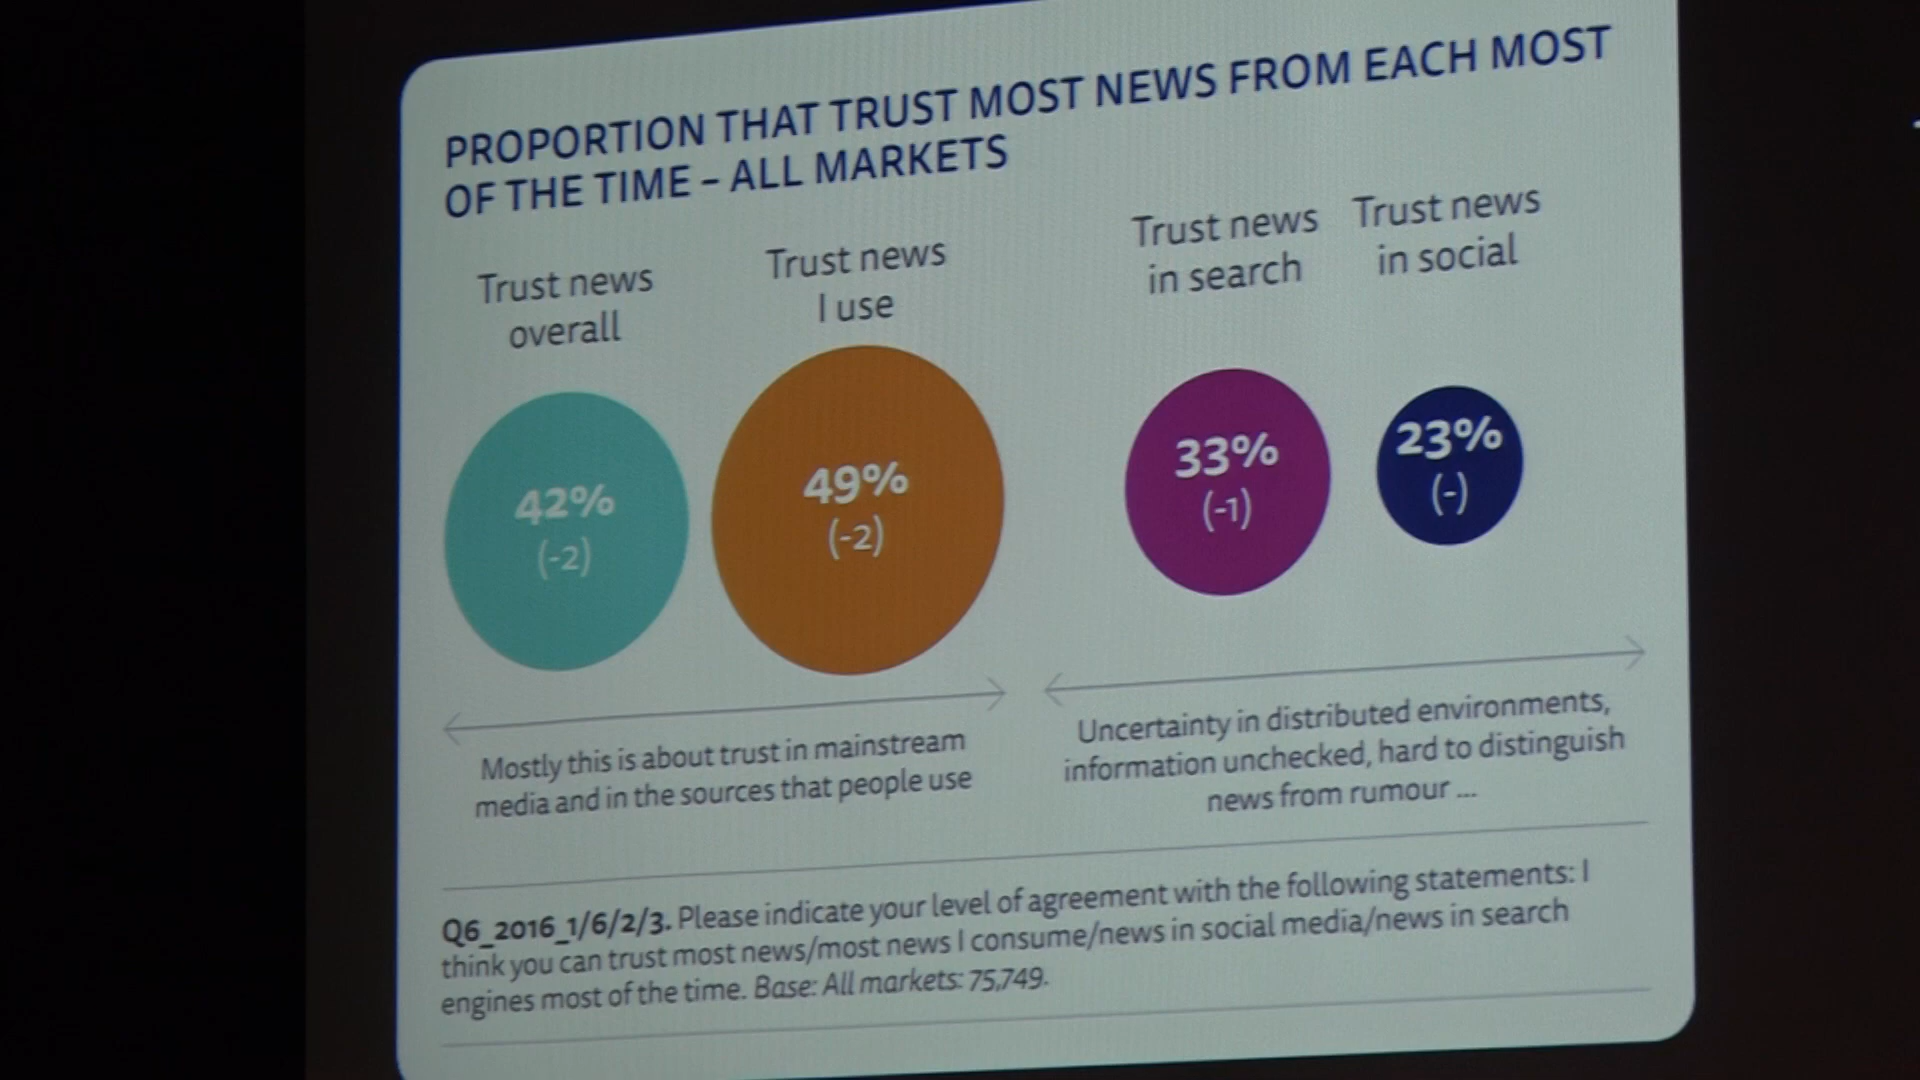 PROPORTION THAT TRUST MOST NEWS FROM EACH MOST
OF THE TIME – ALL MARKETS
Trust news
overall
Trust news
I use
Trust news
in search
Trust news
in social
42%
(-2)
49%
(-2)
33%
(-1)
23%
(-)
Mostly this is about trust in mainstream
media and in the sources that people use
Uncertainty in distributed environments,
information unchecked, hard to distinguish
news from rumour ...
Q6_2016_1/6/2/3. Please indicate your level of agreement with the following statements: I
think you can trust most news/most news I consume/news in social media/news in search
engines most of the time. Base: All markets: 75,749.